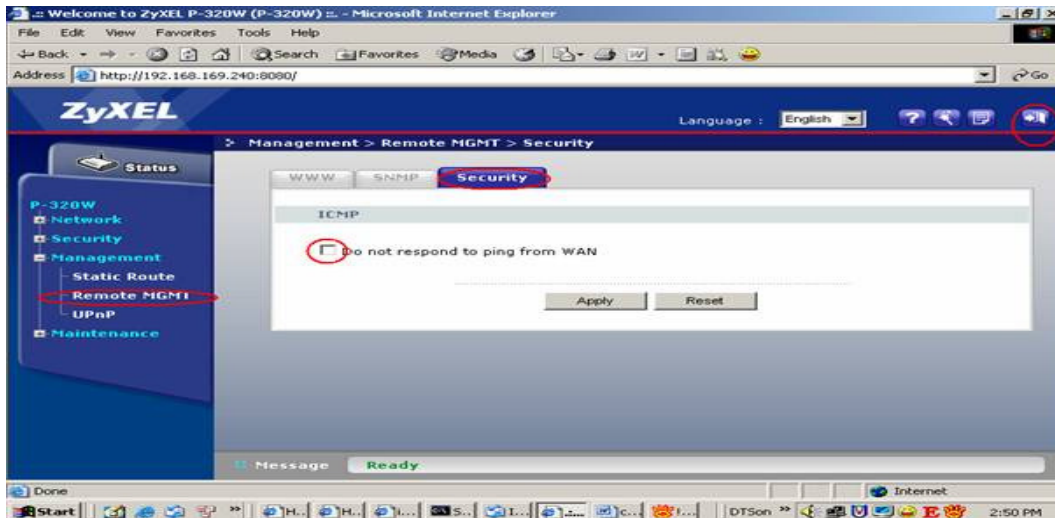 .:: Welcome to ZyXEL P-320W (P-320W) ::. - Microsoft Internet Explorer
File Edit View Favorites Tools Help
Back Search Favorites Media
Address http://192.168.169.240:8080/ Go
ZyXEL
Language : English
Status
Management > Remote MGMT > Security
WWW SNMP Security
P-320W
Network
Security
Management
Static Route
Remote MGMT
UPnP
Maintenance
ICMP
Do not respond to ping from WAN
Apply Reset
Message Ready
Done Internet
Start H.. H.. S.. I... c... DTSon 2:50 PM